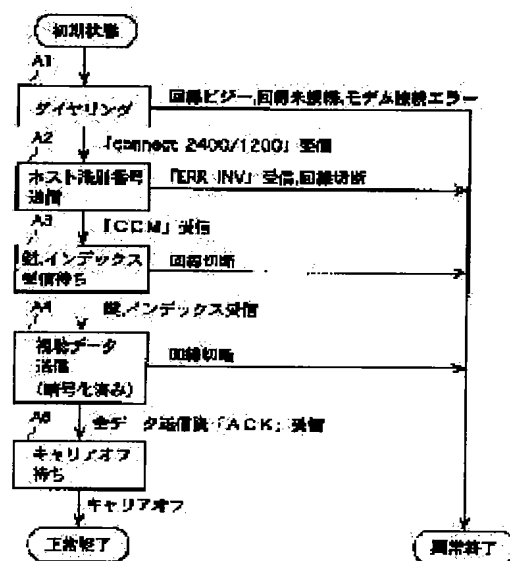 初期状態
A1
ダイヤリング
回線ビジー,回線未接続,モデム接続エラー
「connect 2400/1200」受信
A2
ホスト識別番号
送信
「ERR INV」受信,回線切断
「CCM」受信
A3
鍵,インデックス
受信待ち
回線切断
鍵,インデックス受信
A4
視聴データ
送信
(暗号化済み)
回線切断
全データ送信後「ACK」受信
A5
キャリアオフ
待ち
キャリアオフ
正常終了
異常終了